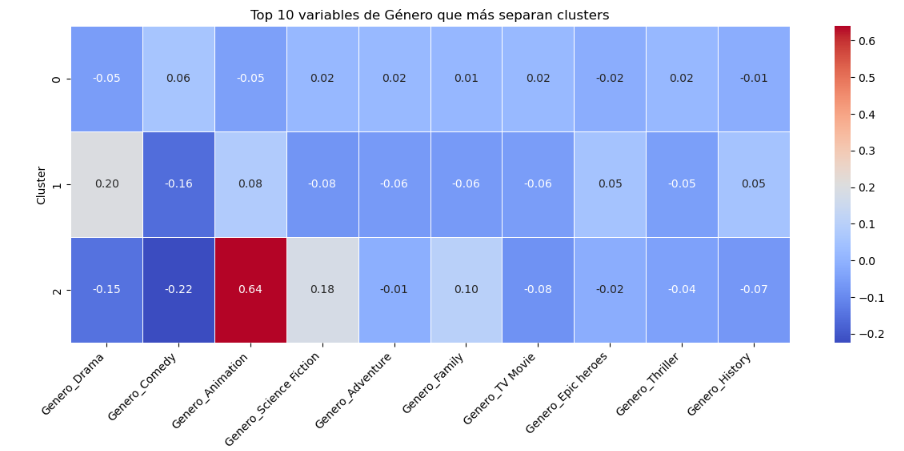 Top 10 variables de Género que más separan clusters
Cluster
0
-0.05 0.06 -0.05 0.02 0.02 0.01 0.02 -0.02 0.02 -0.01
1
0.20 -0.16 0.08 -0.08 -0.06 -0.06 -0.06 0.05 -0.05 0.05
2
-0.15 -0.22 0.64 0.18 -0.01 0.10 -0.08 -0.02 -0.04 -0.07
Genero_Drama
Genero_Comedy
Genero_Animation
Genero_Science Fiction
Genero_Adventure
Genero_Family
Genero_TV Movie
Genero_Epic heroes
Genero_Thriller
Genero_History
0.6
0.5
0.4
0.3
0.2
0.1
0.0
−0.1
−0.2